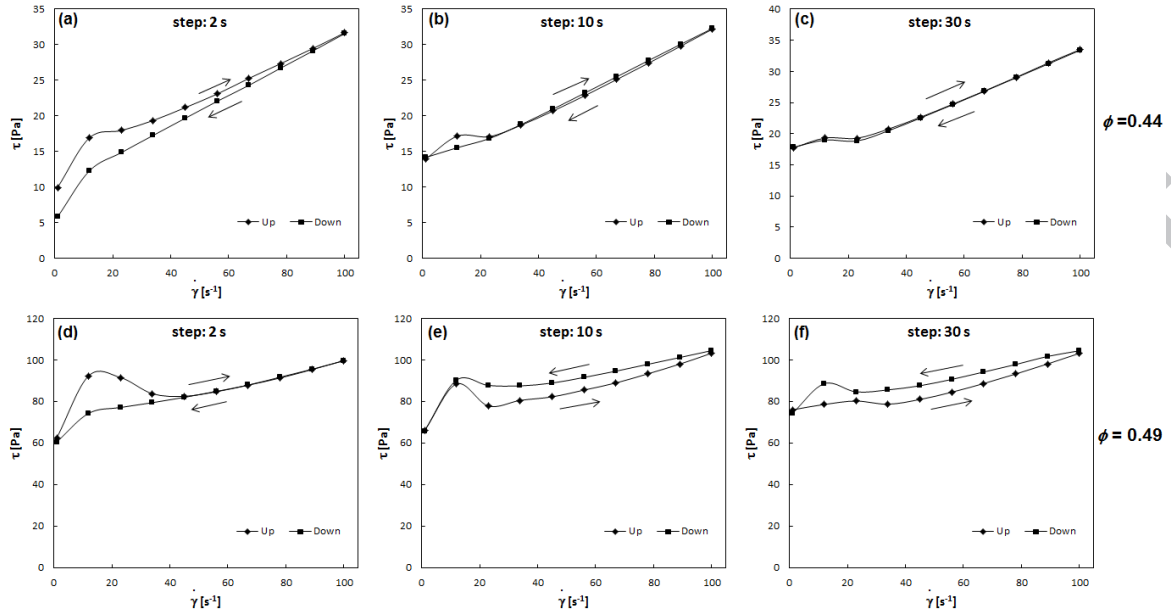 (a) step: 2 s
35
30
25
20
15
10
5
0
τ [Pa]
Up Down
0 20 40 60 80 100
γ̇ [s⁻¹]
(b) step: 10 s
35
30
25
20
15
10
5
0
τ [Pa]
Up Down
0 20 40 60 80 100
γ̇ [s⁻¹]
(c) step: 30 s
40
35
30
25
20
15
10
5
0
τ [Pa]
Up Down
0 20 40 60 80 100
γ̇ [s⁻¹]
ϕ=0.44
(d) step: 2 s
120
100
80
60
40
20
0
τ [Pa]
Up Down
0 20 40 60 80 100
γ̇ [s⁻¹]
(e) step: 10 s
120
100
80
60
40
20
0
τ [Pa]
Up Down
0 20 40 60 80 100
γ̇ [s⁻¹]
(f) step: 30 s
120
100
80
60
40
20
0
τ [Pa]
Up Down
0 20 40 60 80 100
γ̇ [s⁻¹]
ϕ = 0.49